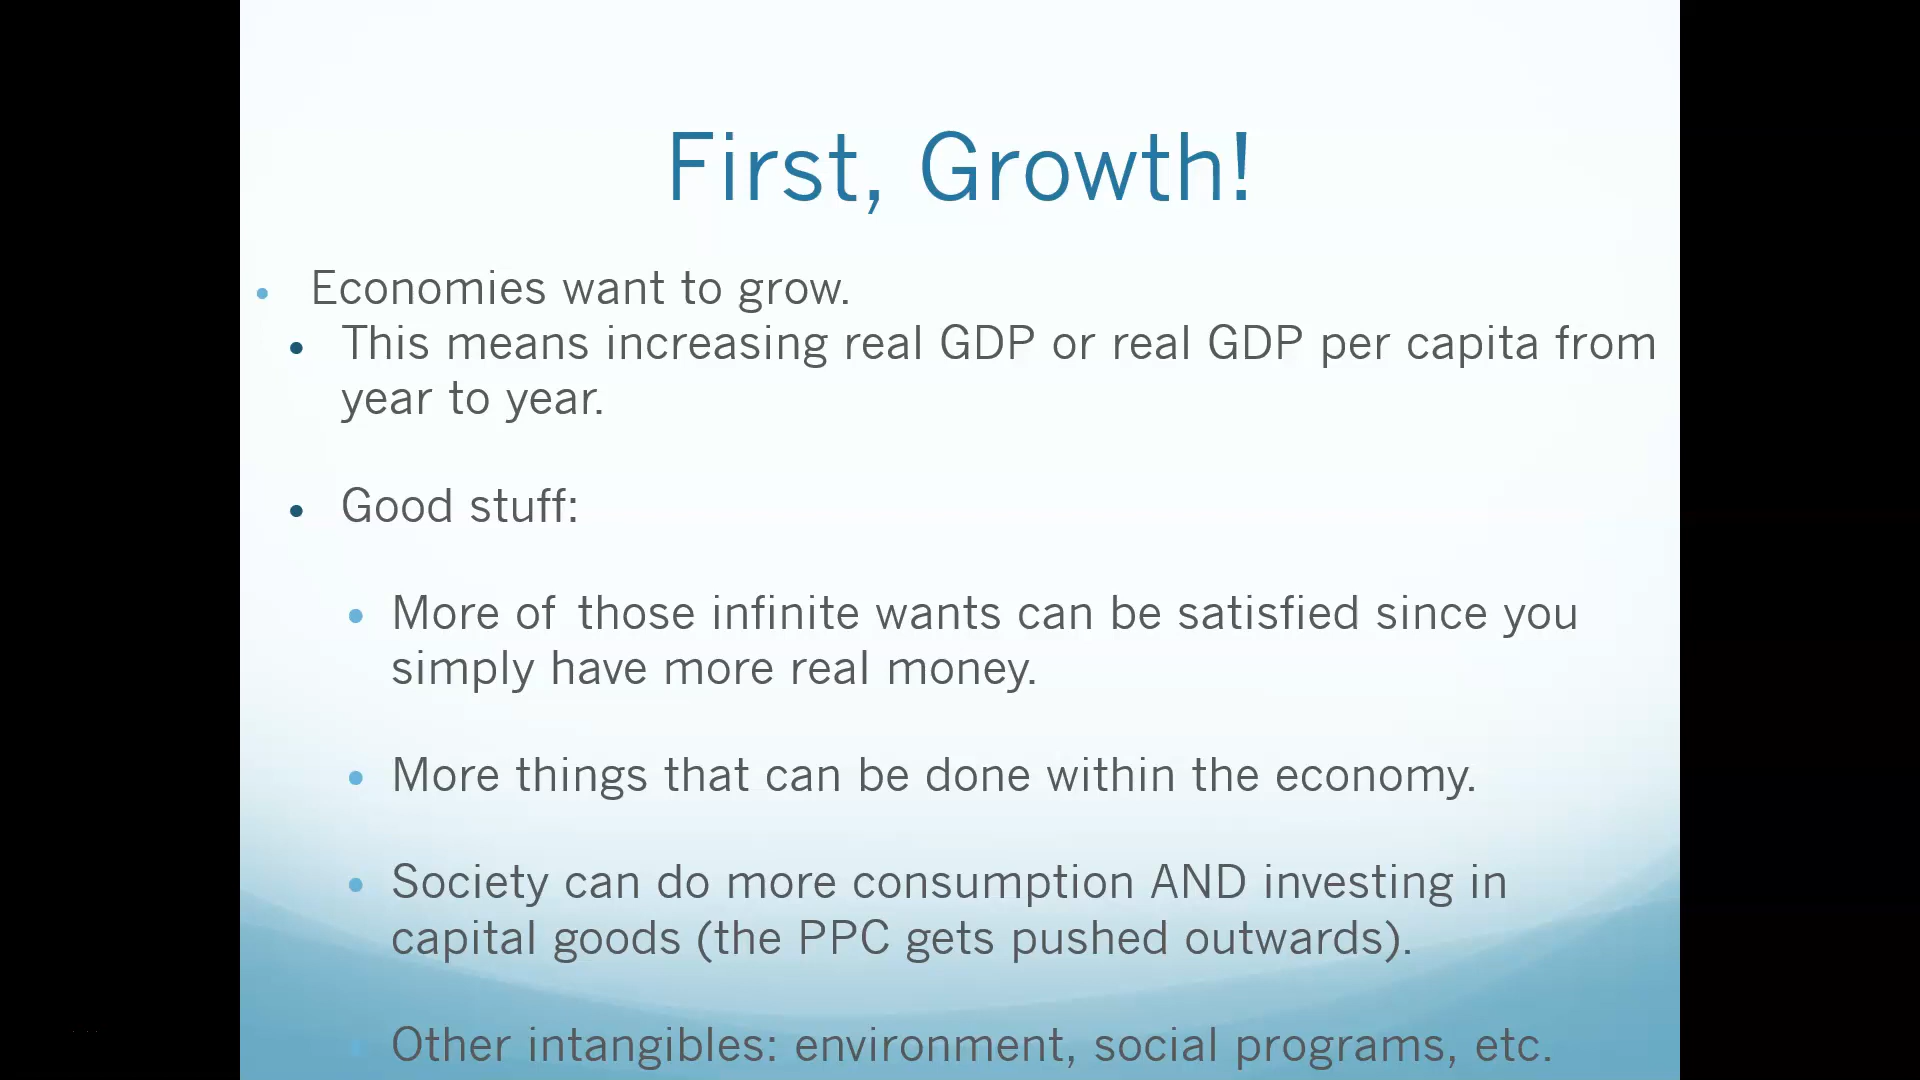 First, Growth!
• Economies want to grow.
• This means increasing real GDP or real GDP per capita from
year to year.
• Good stuff:
• More of those infinite wants can be satisfied since you
simply have more real money.
• More things that can be done within the economy.
• Society can do more consumption AND investing in
capital goods (the PPC gets pushed outwards).
• Other intangibles: environment, social programs, etc.